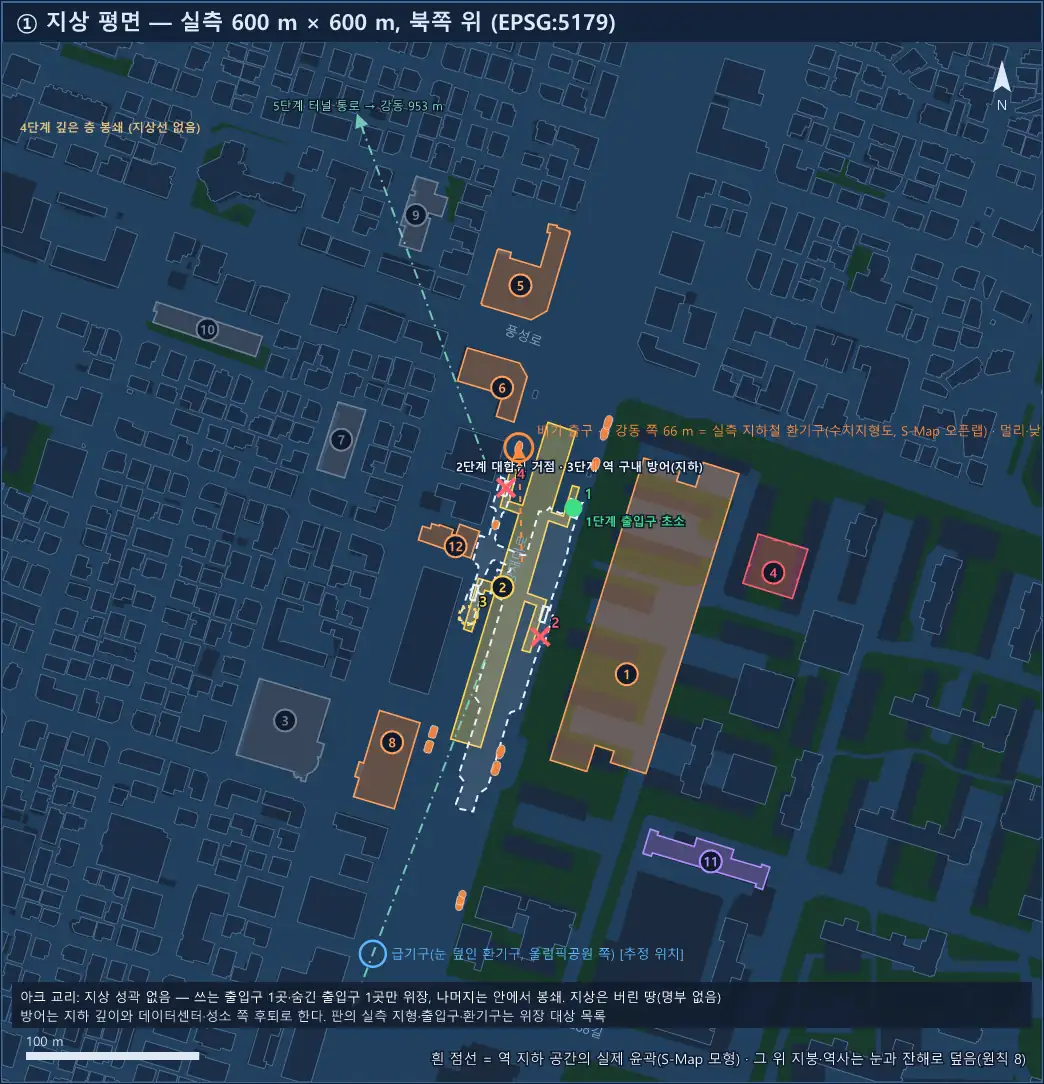 ① 지상 평면 — 실측 600 m × 600 m, 북쪽 위 (EPSG:5179)
N
5단계 터널 통로 → 강동 953 m
4단계 깊은 층 봉쇄 (지상선 없음)
9
5
10
풍성로
6
7
배기 출구
강동 쪽 66 m = 실측 지하철 환기구(수치지형도, S-Map 오픈랩) · 멀리·낮
2단계 대합실 거점 · 3단계 역 구내 방어(지하)
4
1
1단계 출입구 초소
12
4
2
3
2
1
3
8
11
급기구(눈 덮인 환기구, 올림픽공원 쪽) [추정 위치]
아크 교리: 지상 성곽 없음 — 쓰는 출입구 1곳·숨긴 출입구 1곳만 위장, 나머지는 안에서 봉쇄. 지상은 버린 땅(명부 없음)
방어는 지하 깊이와 데이터센터·성소 쪽 후퇴로 한다. 판의 실측 지형·출입구·환기구는 위장 대상 목록
100 m
흰 점선 = 역 지하 공간의 실제 윤곽(S-Map 모형) · 그 위 지붕·역사는 눈과 잔해로 덮음(원칙 8)